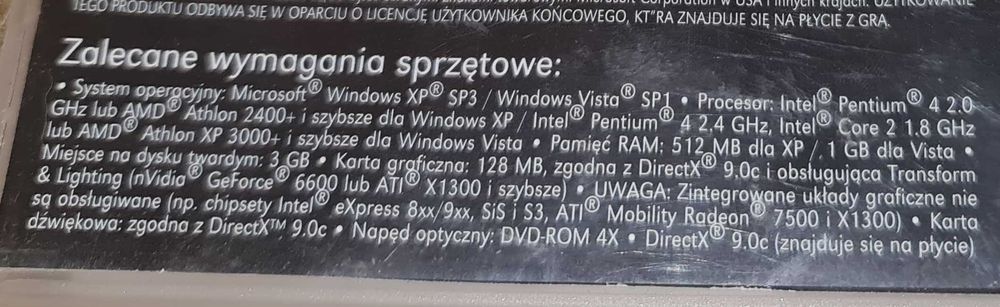 TEGO PRODUKTU ODBYWA SIĘ W OPARCIU O LICENCJĘ UŻYTKOWNIKA KOŃCOWEGO, KT"RA ZNAJDUJE SIĘ NA PŁYCIE Z GRĄ.
Zalecane wymagania sprzętowe:
• System operacyjny: Microsoft® Windows XP® SP3 / Windows Vista® SP1 • Procesor: Intel® Pentium® 4 2.0
GHz lub AMD® Athlon 2400+ i szybsze dla Windows XP / Intel® Pentium® 4 2.4 GHz, Intel® Core 2 1.8 GHz
lub AMD® Athlon XP 3000+ i szybsze dla Windows Vista • Pamięć RAM: 512 MB dla XP / 1 GB dla Vista •
Miejsce na dysku twardym: 3 GB • Karta graficzna: 128 MB, zgodna z DirectX® 9.0c i obsługująca Transform
& Lighting (nVidia® GeForce® 6600 lub ATI® X1300 i szybsze) • UWAGA: Zintegrowane układy graficzne nie
są obsługiwane (np. chipsety Intel® eXpress 8xx/9xx, SiS i S3, ATI® Mobility Radeon® 7500 i X1300) • Karta
dźwiękowa: zgodna z DirectX™ 9.0c • Napęd optyczny: DVD-ROM 4X • DirectX® 9.0c (znajduje się na płycie)